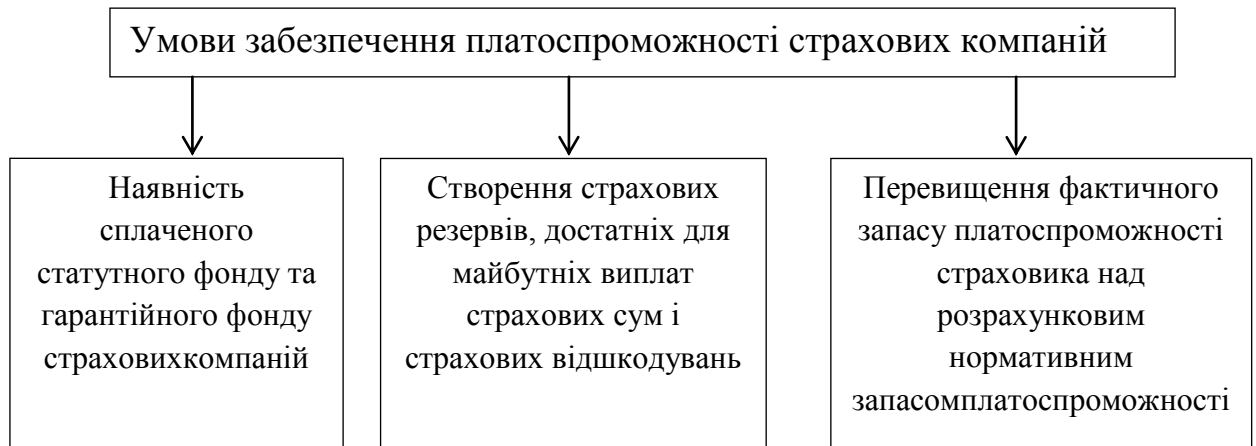 Умови забезпечення платоспроможності страхових компаній
Наявність
сплаченого
статутного фонду та
гарантійного фонду
страховихкомпаній
Створення страхових
резервів, достатніх для
майбутніх виплат
страхових сум і
страхових відшкодувань
Перевищення фактичного
запасу платоспроможності
страховика над
розрахунковим
нормативним
запасомплатоспроможності